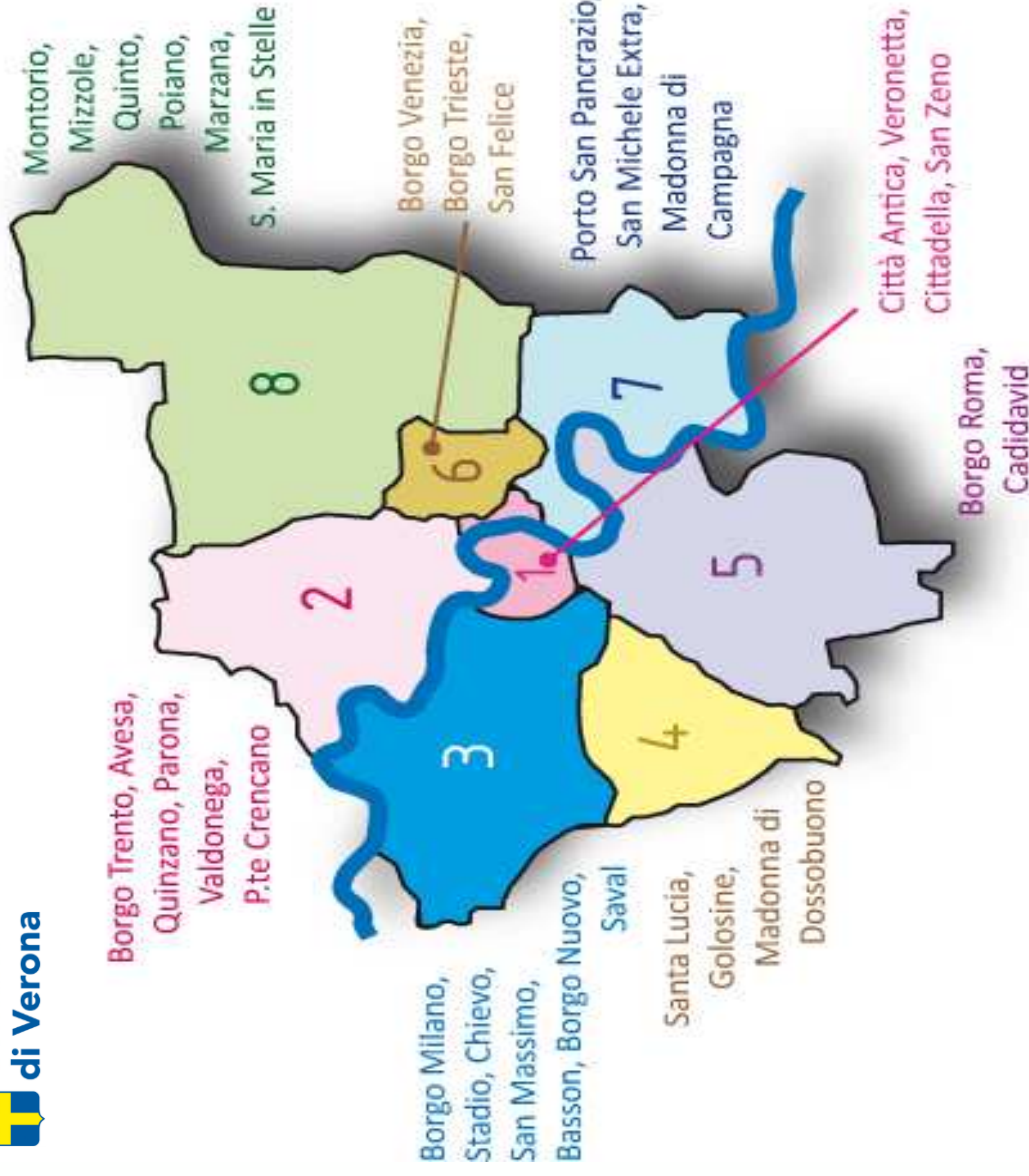 di Verona
Borgo Trento, Avesa,
Quinzano, Parona,
Valdonega,
P.te Crencano
Montorio,
Mizzole,
Quinto,
Poiano,
Marzana,
S. Maria in Stelle
Borgo Venezia,
Borgo Trieste,
San Felice
Porto San Pancrazio,
San Michele Extra,
Madonna di
Campagna
Città Antica, Veronetta,
Cittadella, San Zeno
Borgo Roma,
Cadidavid
Borgo Milano,
Stadio, Chievo,
San Massimo,
Basson, Borgo Nuovo,
Saval
Santa Lucia,
Golosine,
Madonna di
Dossobuono
8
2
6
1
7
3
5
4